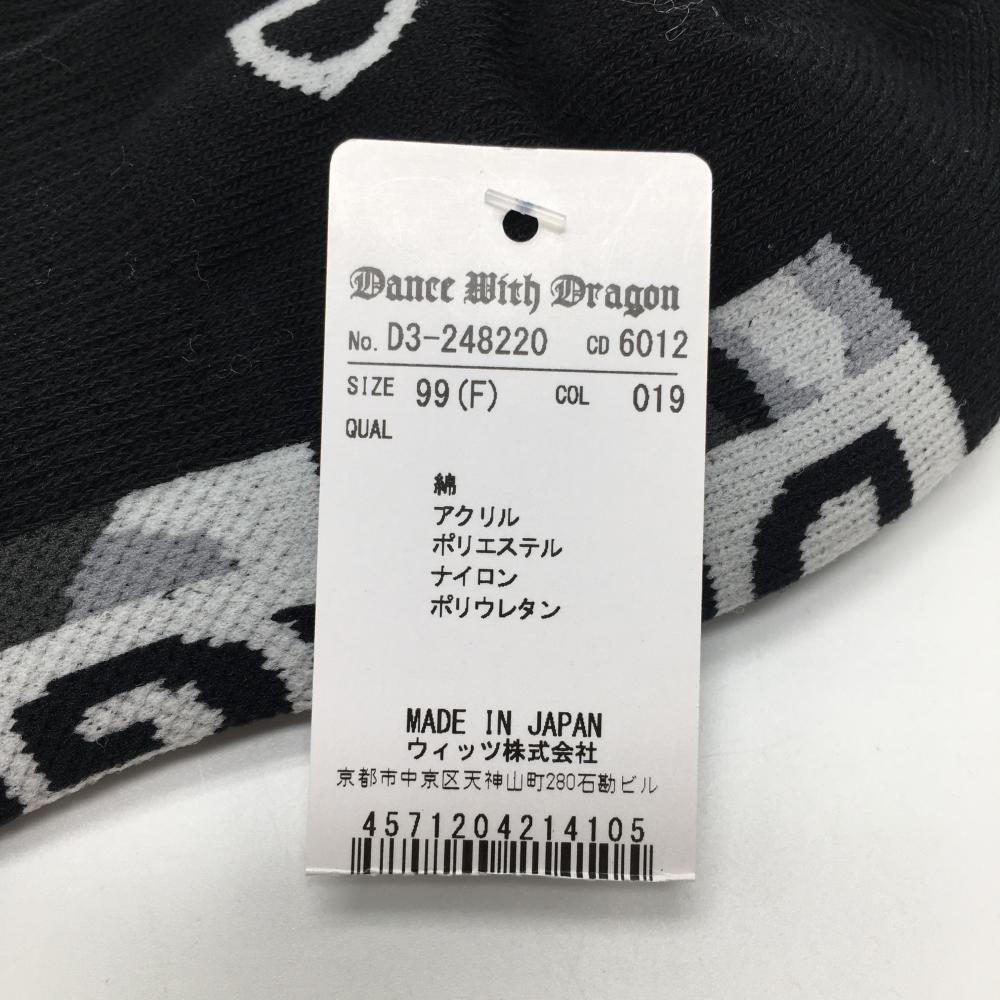 Dance With Dragon
No. D3-248220 CD 6012
SIZE 99(F) COL 019
QUAL
綿
アクリル
ポリエステル
ナイロン
ポリウレタン
MADE IN JAPAN
ウィッツ株式会社
京都市中京区天神山町280石勘ビル
4571204214105